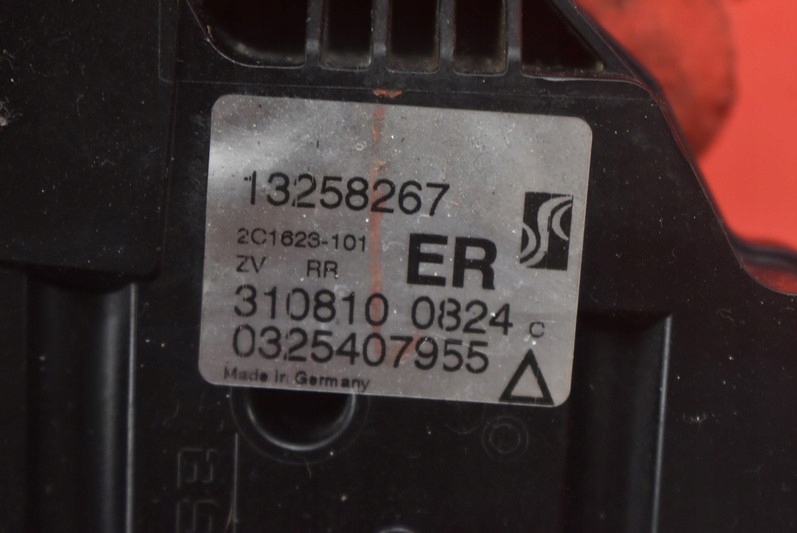 13258267
2C1623-101
ER
ZV RR
310810 0824 C
0325407955
Made in Germany